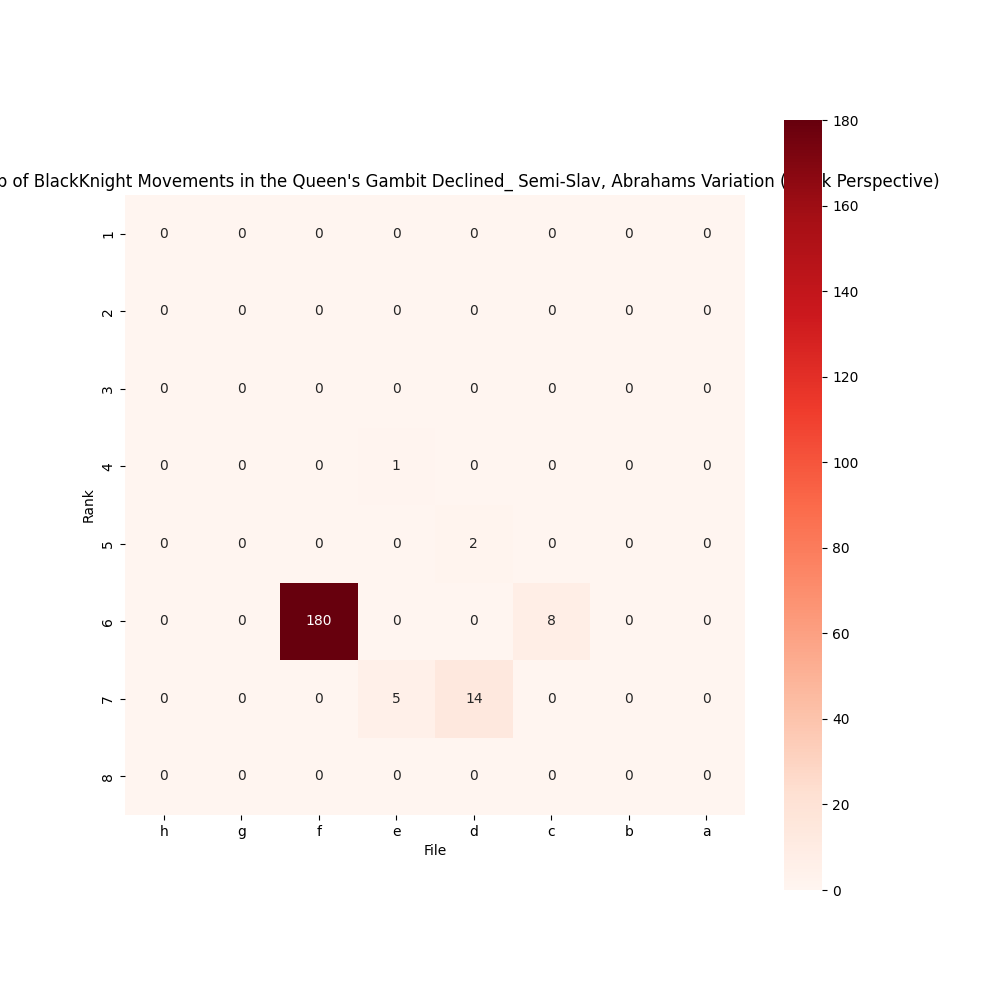 180
of BlackKnight Movements in the Queen's Gambit Declined_ Semi-Slav, Abrahams Variation ( k Perspective)
160
140
120
100
80
60
40
20
0
1 0 0 0 0 0 0 0 0
2 0 0 0 0 0 0 0 0
3 0 0 0 0 0 0 0 0
4 0 0 0 1 0 0 0 0
Rank
5 0 0 0 0 2 0 0 0
6 0 0 180 0 0 8 0 0
7 0 0 0 5 14 0 0 0
8 0 0 0 0 0 0 0 0
h g f e d c b a
File